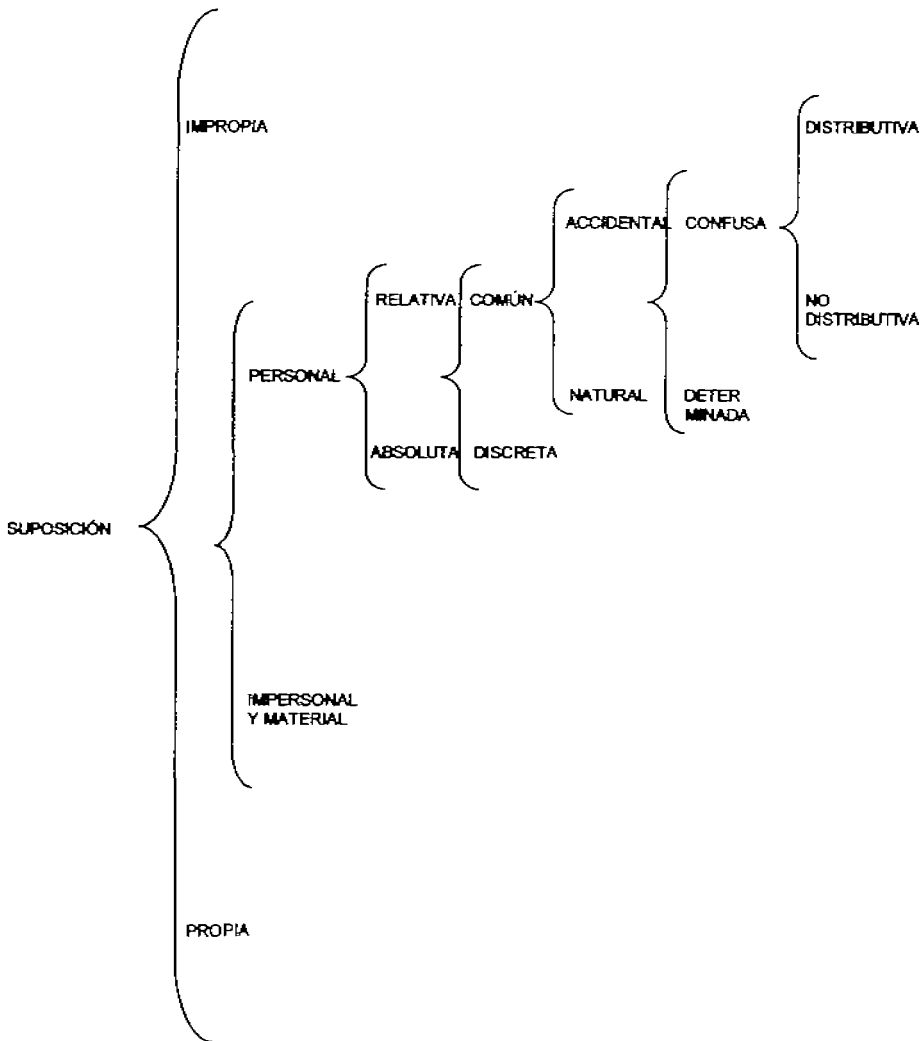 IMPROPIA
DISTRIBUTIVA
ACCIDENTAL
CONFUSA
RELATIVA
COMÚN
NO
DISTRIBUTIVA
PERSONAL
NATURAL
DETER
MINADA
ABSOLUTA
DISCRETA
SUPOSICIÓN
IMPERSONAL
Y MATERIAL
PROPIA